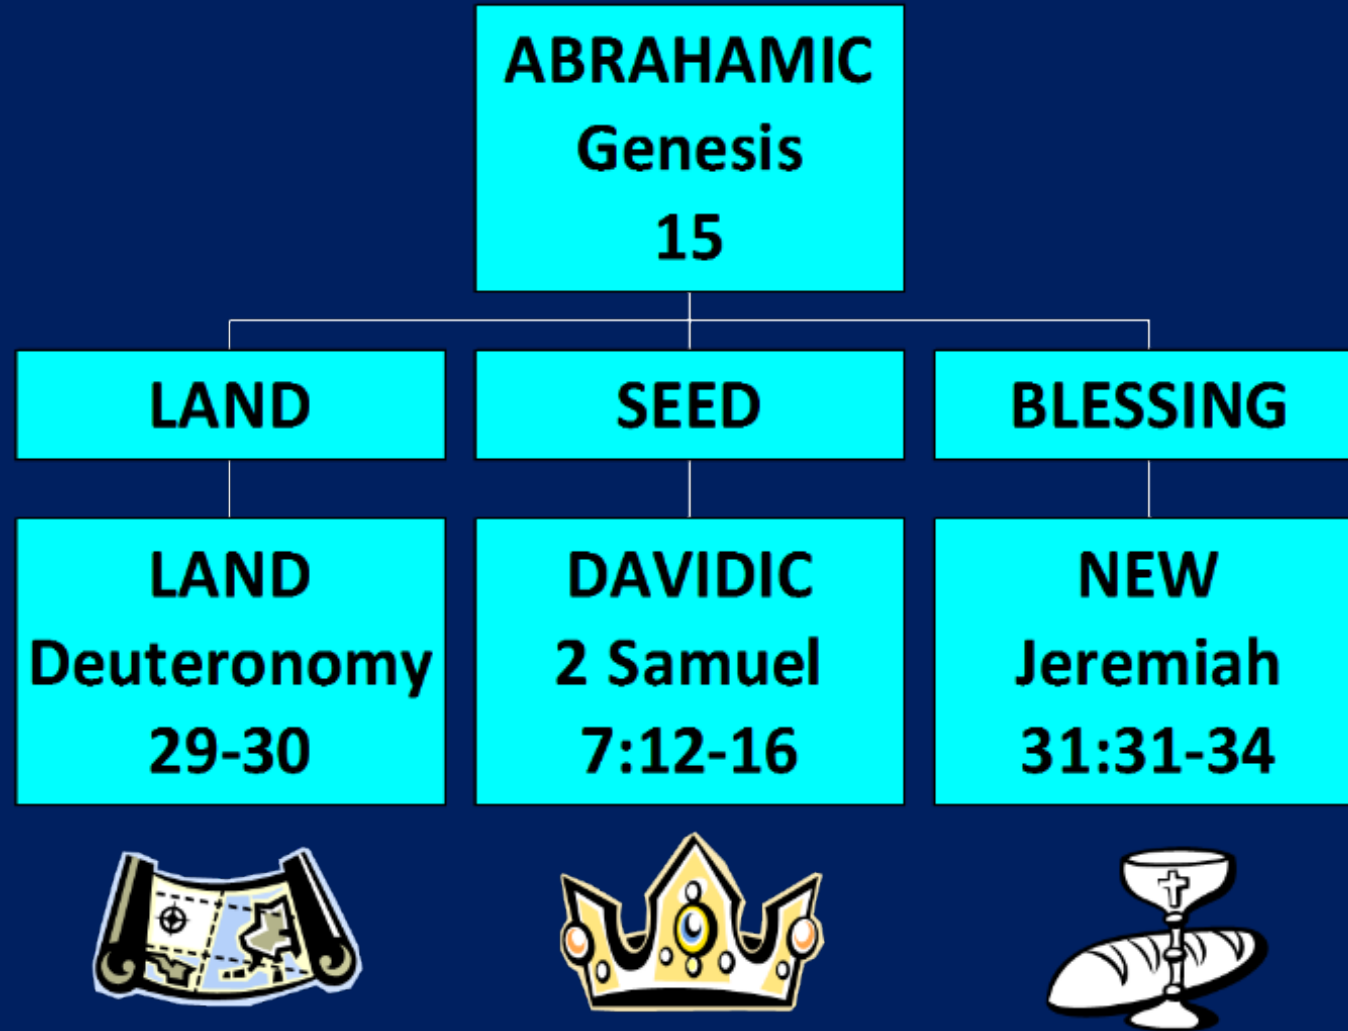 ABRAHAMIC
Genesis
15
LAND
SEED
BLESSING
LAND
Deuteronomy
29-30
DAVIDIC
2 Samuel
7:12-16
NEW
Jeremiah
31:31-34